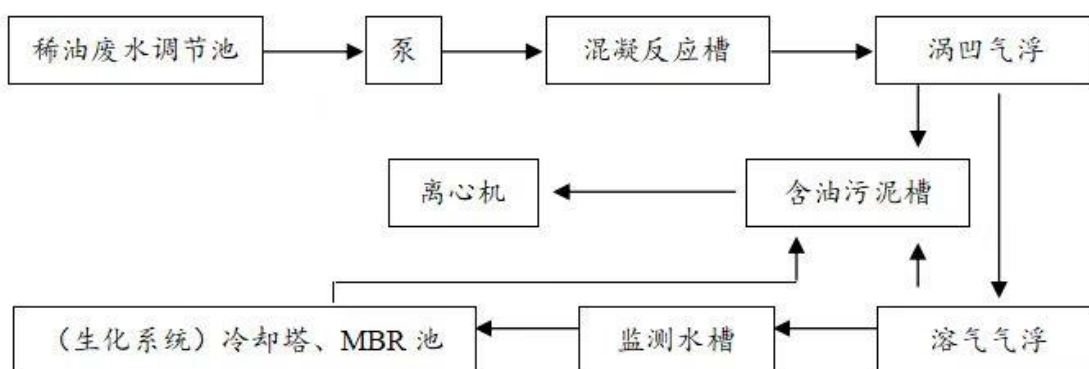 稀油废水调节池
泵
混凝反应槽
涡凹气浮
离心机
含油污泥槽
（生化系统）冷却塔、MBR 池
监测水槽
溶气气浮